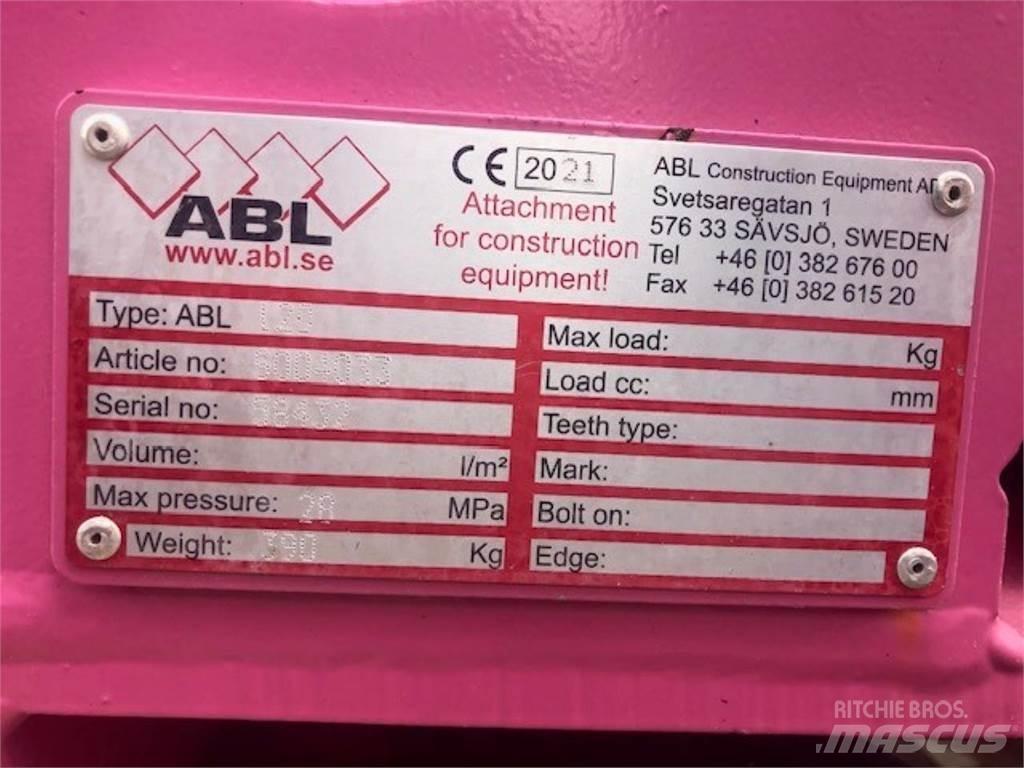 ABL
www.abl.se
CE 2021
Attachment
for construction
equipment!
ABL Construction Equipment
Svetsaregatan 1
576 33 SÄVSJÖ, SWEDEN
Tel +46 [0] 382 676 00
Fax +46 [0] 382 615 20
Type: ABL L20
Article no:
Serial no:
Volume: l/m²
Max pressure: MPa
Weight: 390 Kg
Max load: Kg
Load cc: mm
Teeth type:
Mark:
Bolt on:
Edge:
RITCHIE BROS.
MASCUS